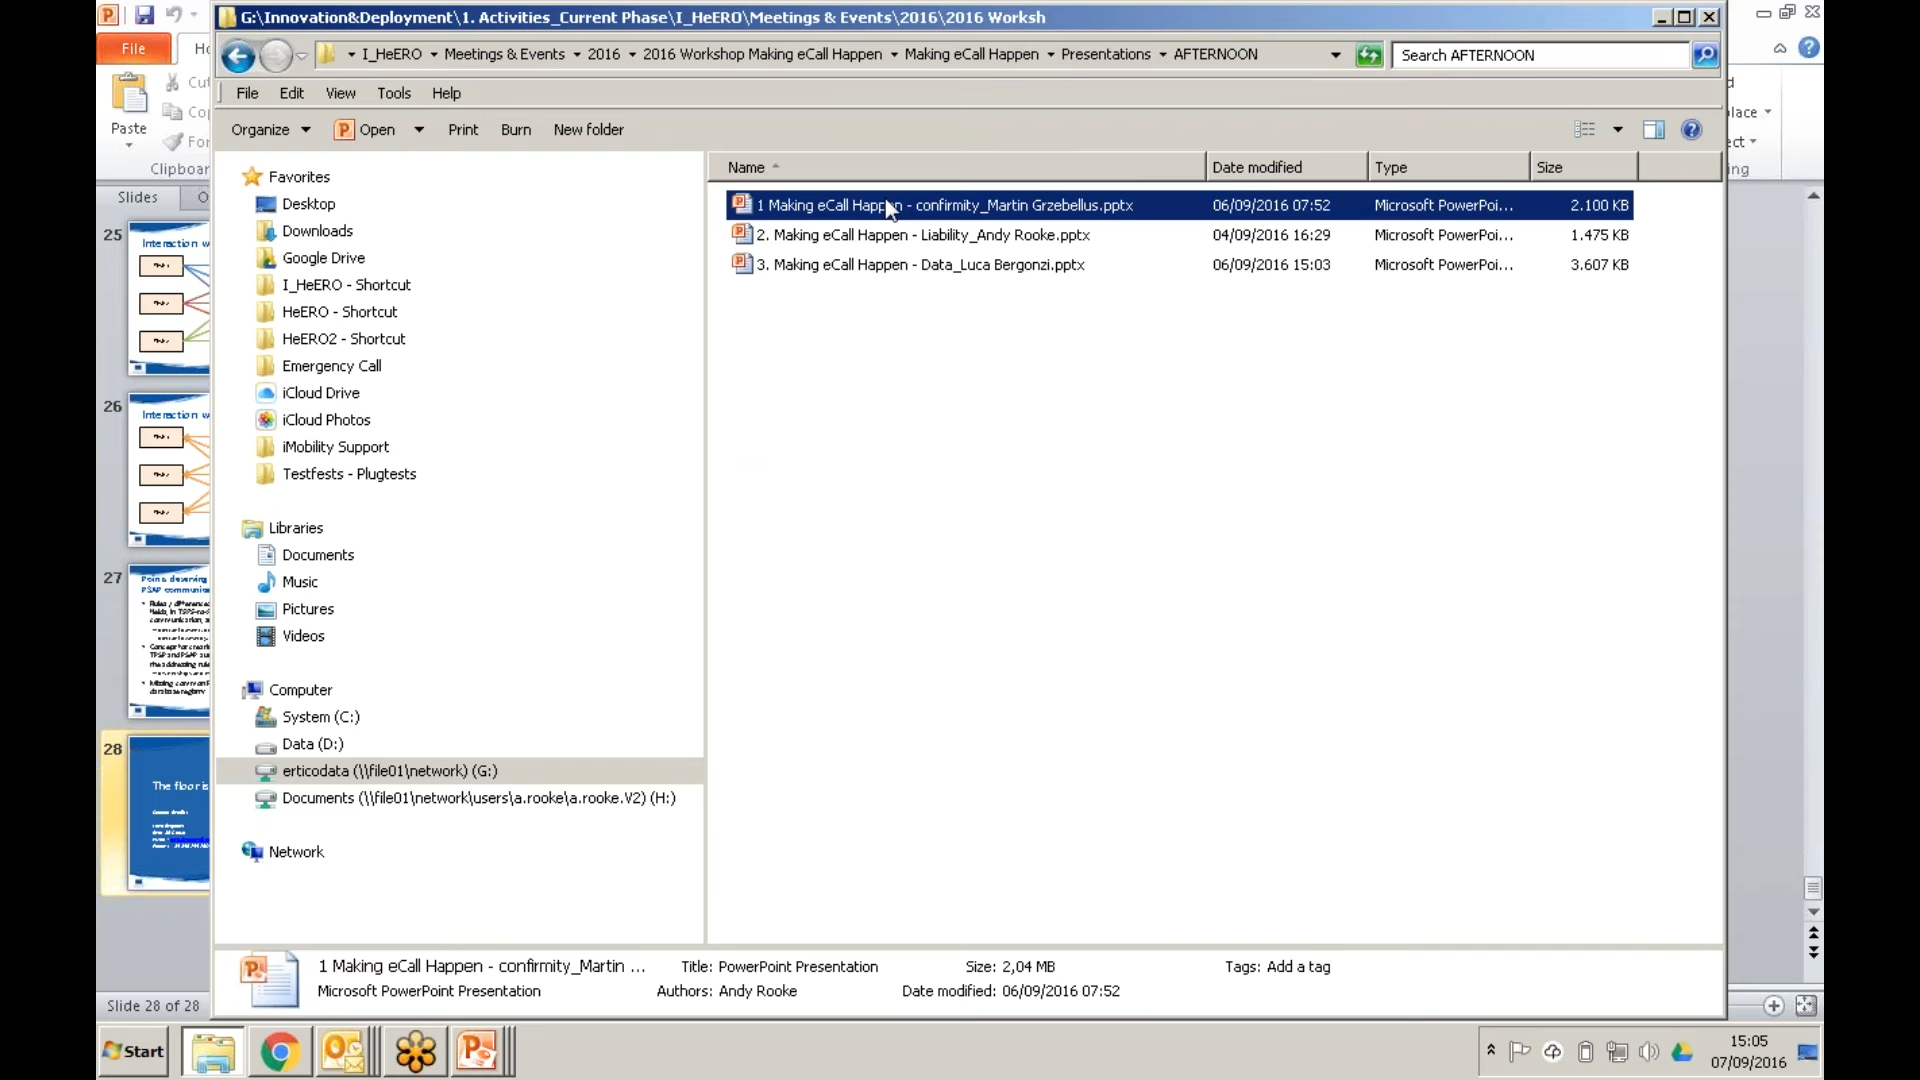 G:\Innovation&Deployment\1. Activities_Current Phase\I_HeERO\Meetings & Events\2016\2016 Worksh
I_HeERO Meetings & Events 2016 2016 Workshop Making eCall Happen Making eCall Happen Presentations AFTERNOON
Search AFTERNOON
File Edit View Tools Help
Organize Open Print Burn New folder
File
Paste
Clipboar
Slides
Name Date modified Type Size
Favorites
Desktop
Downloads
Google Drive
I_HeERO - Shortcut
HeERO - Shortcut
HeERO2 - Shortcut
Emergency Call
iCloud Drive
iCloud Photos
iMobility Support
Testfests - Plugtests
Libraries
Documents
Music
Pictures
Videos
Computer
System (C:)
Data (D:)
erticodata (\\file01\network) (G:)
Documents (\\file01\network\users\a.rooke\a.rooke.V2) (H:)
Network
1 Making eCall Happen - confirmity_Martin Grzebellus.pptx 06/09/2016 07:52 Microsoft PowerPoi... 2.100 KB
2. Making eCall Happen - Liability_Andy Rooke.pptx 04/09/2016 16:29 Microsoft PowerPoi... 1.475 KB
3. Making eCall Happen - Data_Luca Bergonzi.pptx 06/09/2016 15:03 Microsoft PowerPoi... 3.607 KB
25
Interaction w
26
Interaction w
27
28
The floor is
1 Making eCall Happen - confirmity_Martin ... Title: PowerPoint Presentation Size: 2,04 MB Tags: Add a tag
Microsoft PowerPoint Presentation Authors: Andy Rooke Date modified: 06/09/2016 07:52
Slide 28 of 28
Start
15:05
07/09/2016